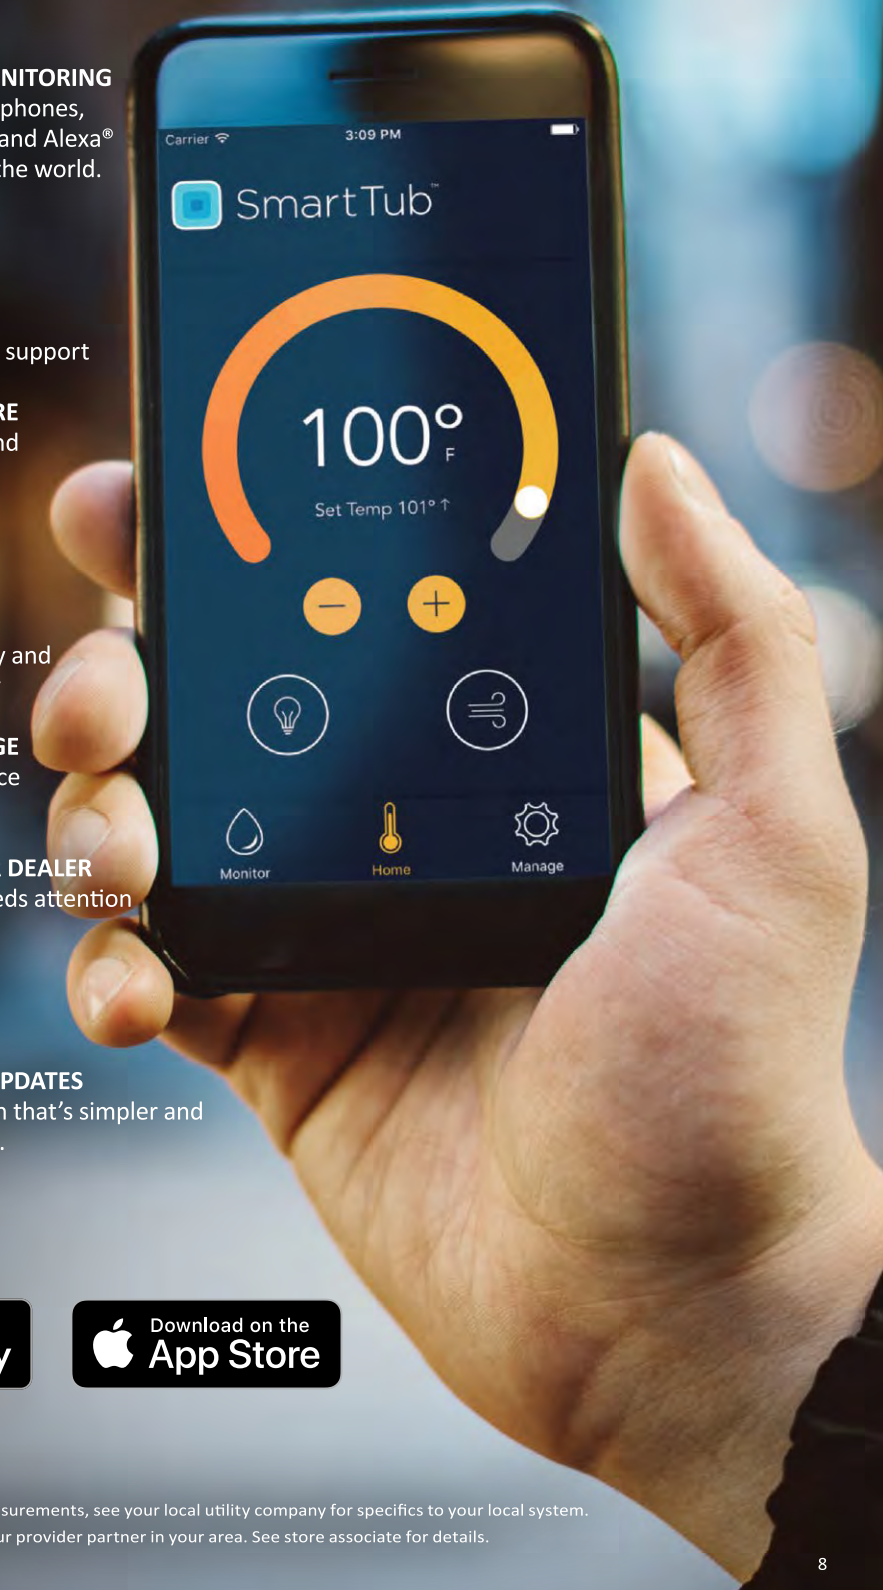 NITORING
phones,
and Alexa®
the world.
support
RE
nd
y and
GE
ce
DEALER
eds attention
PDATES
n that's simpler and
.
Carrier
3:09 PM
SmartTub™
100°
F
Set Temp 101° ↑
−
+
Monitor
Home
Manage
y
Download on the
App Store
surements, see your local utility company for specifics to your local system.
ur provider partner in your area. See store associate for details.
8